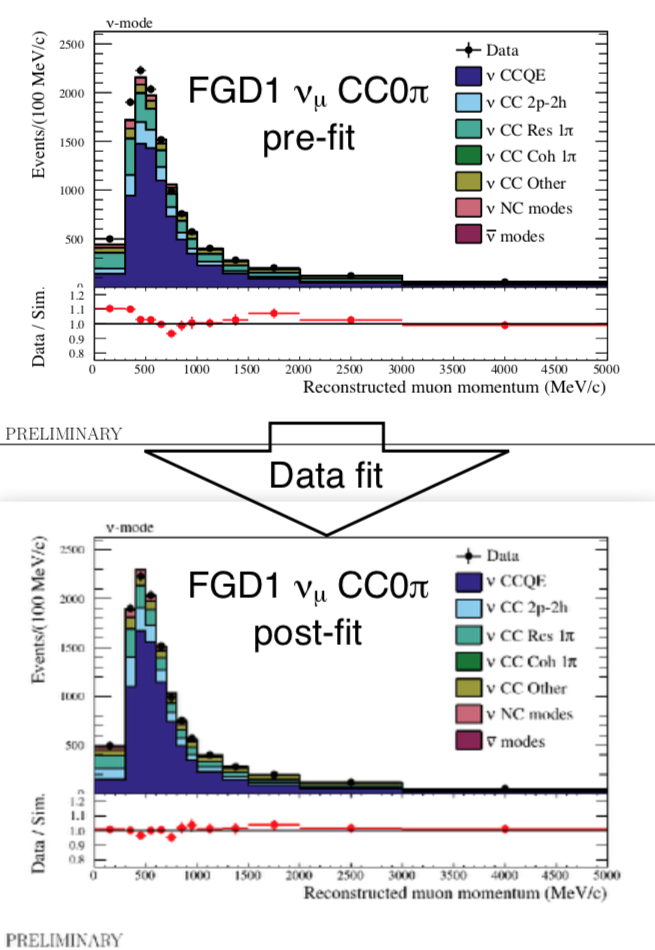 ν-mode
Events/(100 MeV/c)
2500
2000
1500
1000
500
0
FGD1 νμ CC0π
pre-fit
Data
ν CCQE
ν CC 2p-2h
ν CC Res 1π
ν CC Coh 1π
ν CC Other
ν NC modes
ν̅ modes
Data / Sim.
1.2
1.1
1.0
0.9
0.8
0 500 1000 1500 2000 2500 3000 3500 4000 4500 5000
Reconstructed muon momentum (MeV/c)
PRELIMINARY
Data fit
ν-mode
Events/(100 MeV/c)
2500
2000
1500
1000
500
0
FGD1 νμ CC0π
post-fit
Data
ν CCQE
ν CC 2p-2h
ν CC Res 1π
ν CC Coh 1π
ν CC Other
ν NC modes
ν̅ modes
Data / Sim.
1.2
1.1
1.0
0.9
0.8
0 500 1000 1500 2000 2500 3000 3500 4000 4500 5000
Reconstructed muon momentum (MeV/c)
PRELIMINARY